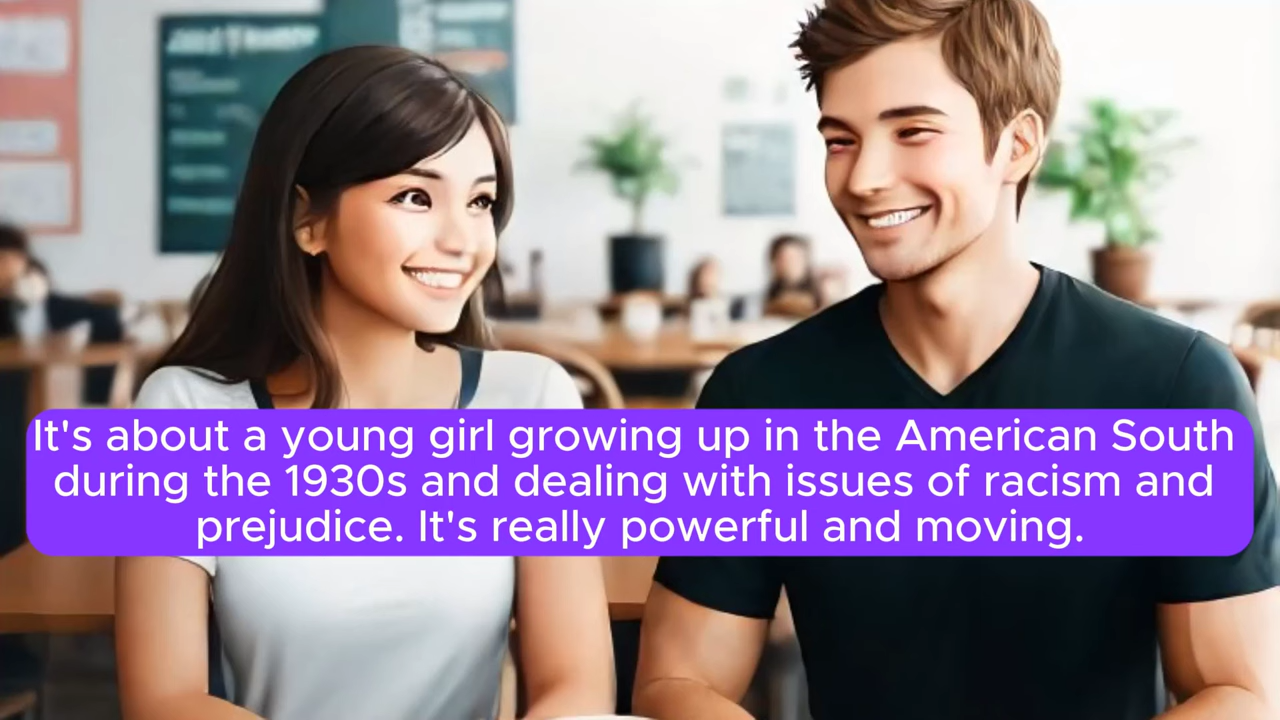 It's about a young girl growing up in the American South
during the 1930s and dealing with issues of racism and
prejudice. It's really powerful and moving.